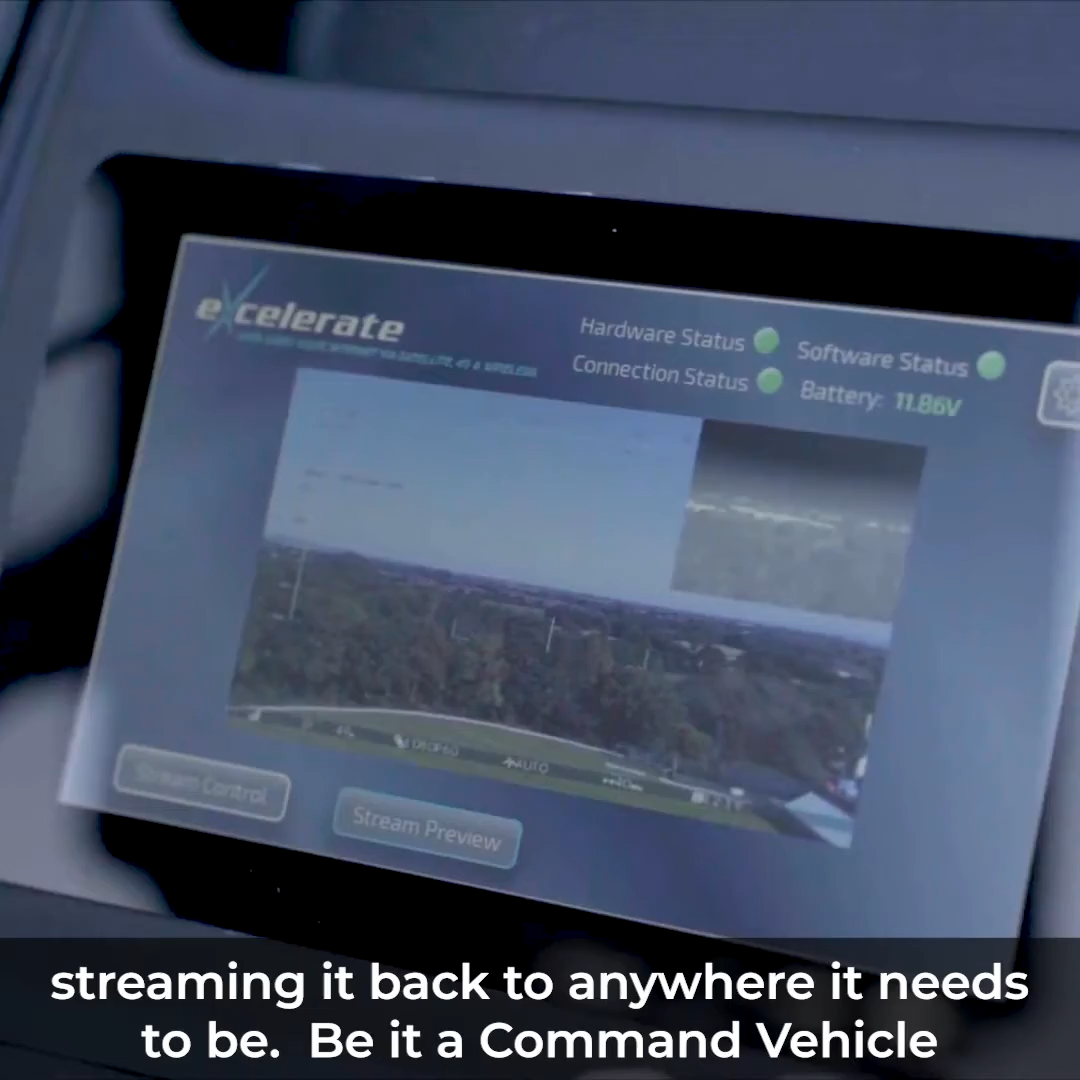 excelerate
Hardware Status
Software Status
Connection Status
Battery: 11.86V
AUTO
Stream Control
Stream Preview
streaming it back to anywhere it needs
to be. Be it a Command Vehicle